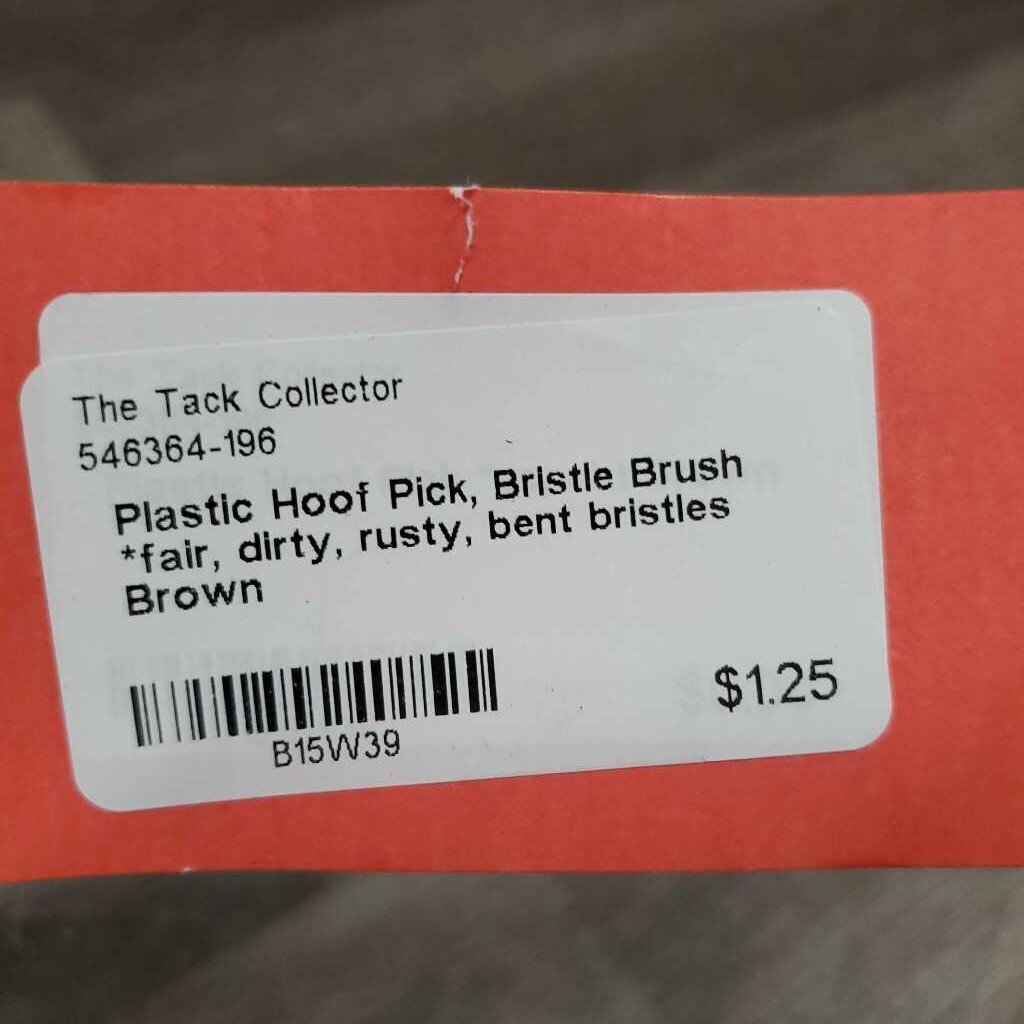 The Tack Collector
546364-196
Plastic Hoof Pick, Bristle Brush
*fair, dirty, rusty, bent bristles
Brown
$1.25
B15W39